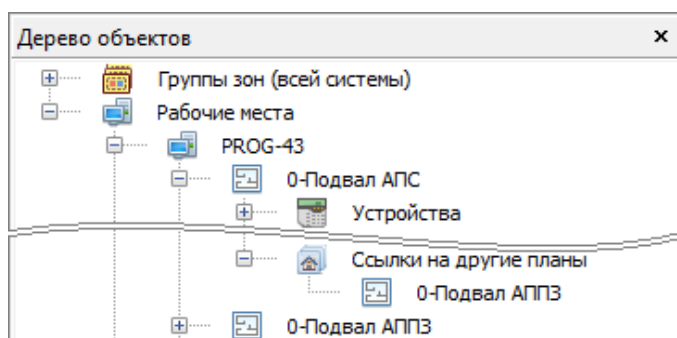 Дерево объектов
Группы зон (всей системы)
Рабочие места
PROG-43
0-Подвал АПС
Устройства
Ссылки на другие планы
0-Подвал АППЗ
0-Подвал АППЗ